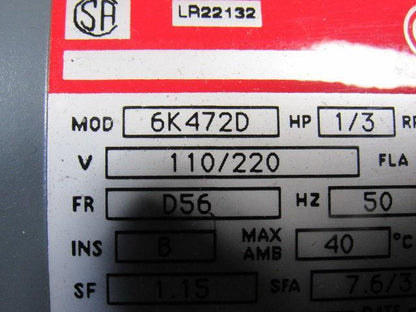 SA LR22132
MOD 6K472D HP 1/3 RP
V 110/220 FLA
FR D56 HZ 50
INS B MAX AMB 40 °C
SF 1.15 SFA 7.6/3